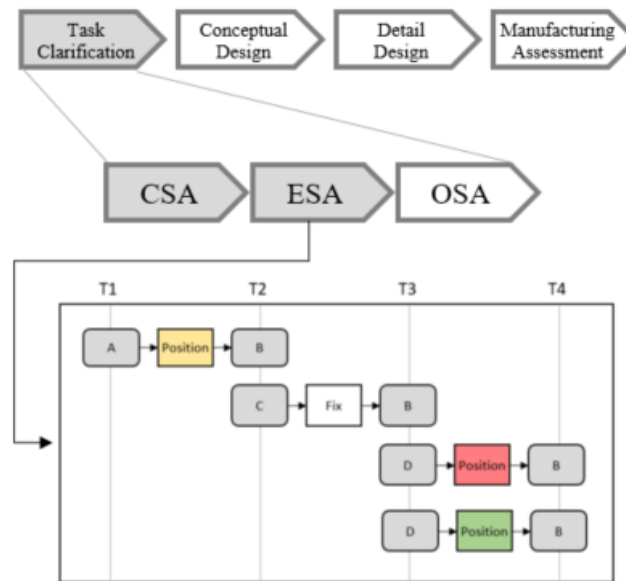 Task
Clarification
Conceptual
Design
Detail
Design
Manufacturing
Assessment
CSA
ESA
OSA
T1
T2
T3
T4
A
Position
B
C
Fix
B
D
Position
B
D
Position
B